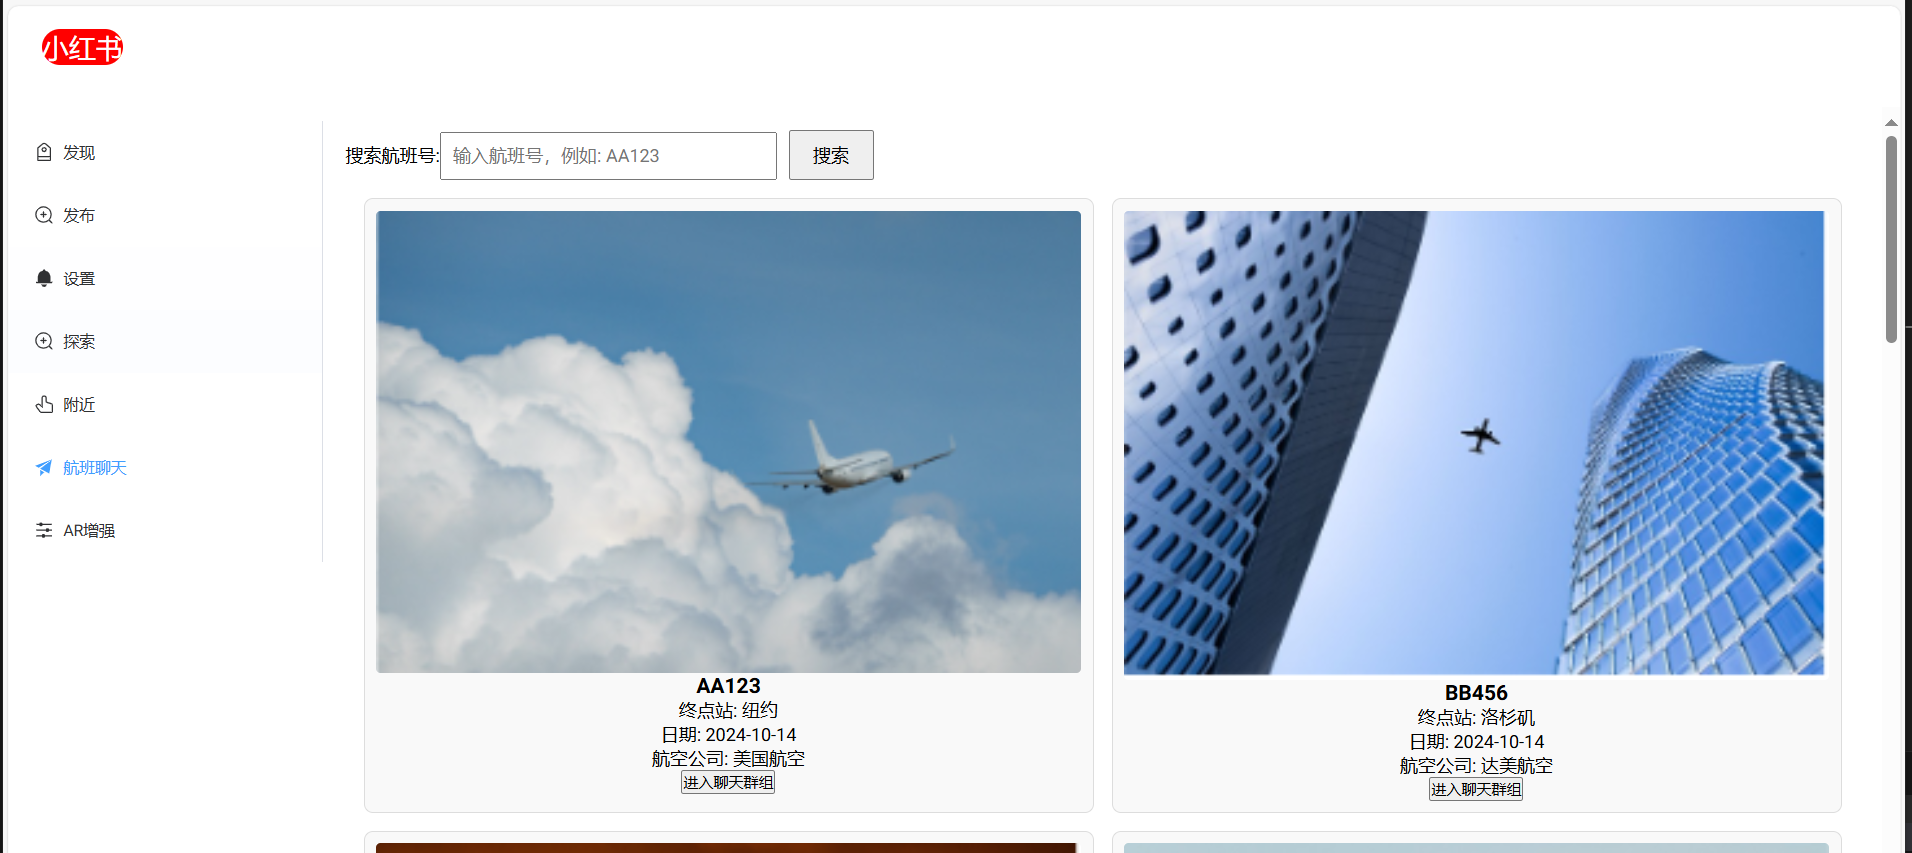 小红书
发现
发布
设置
探索
附近
航班聊天
AR增强
搜索航班号:
输入航班号，例如: AA123
搜索
AA123
终点站: 纽约
日期: 2024-10-14
航空公司: 美国航空
进入聊天群组
BB456
终点站: 洛杉矶
日期: 2024-10-14
航空公司: 达美航空
进入聊天群组